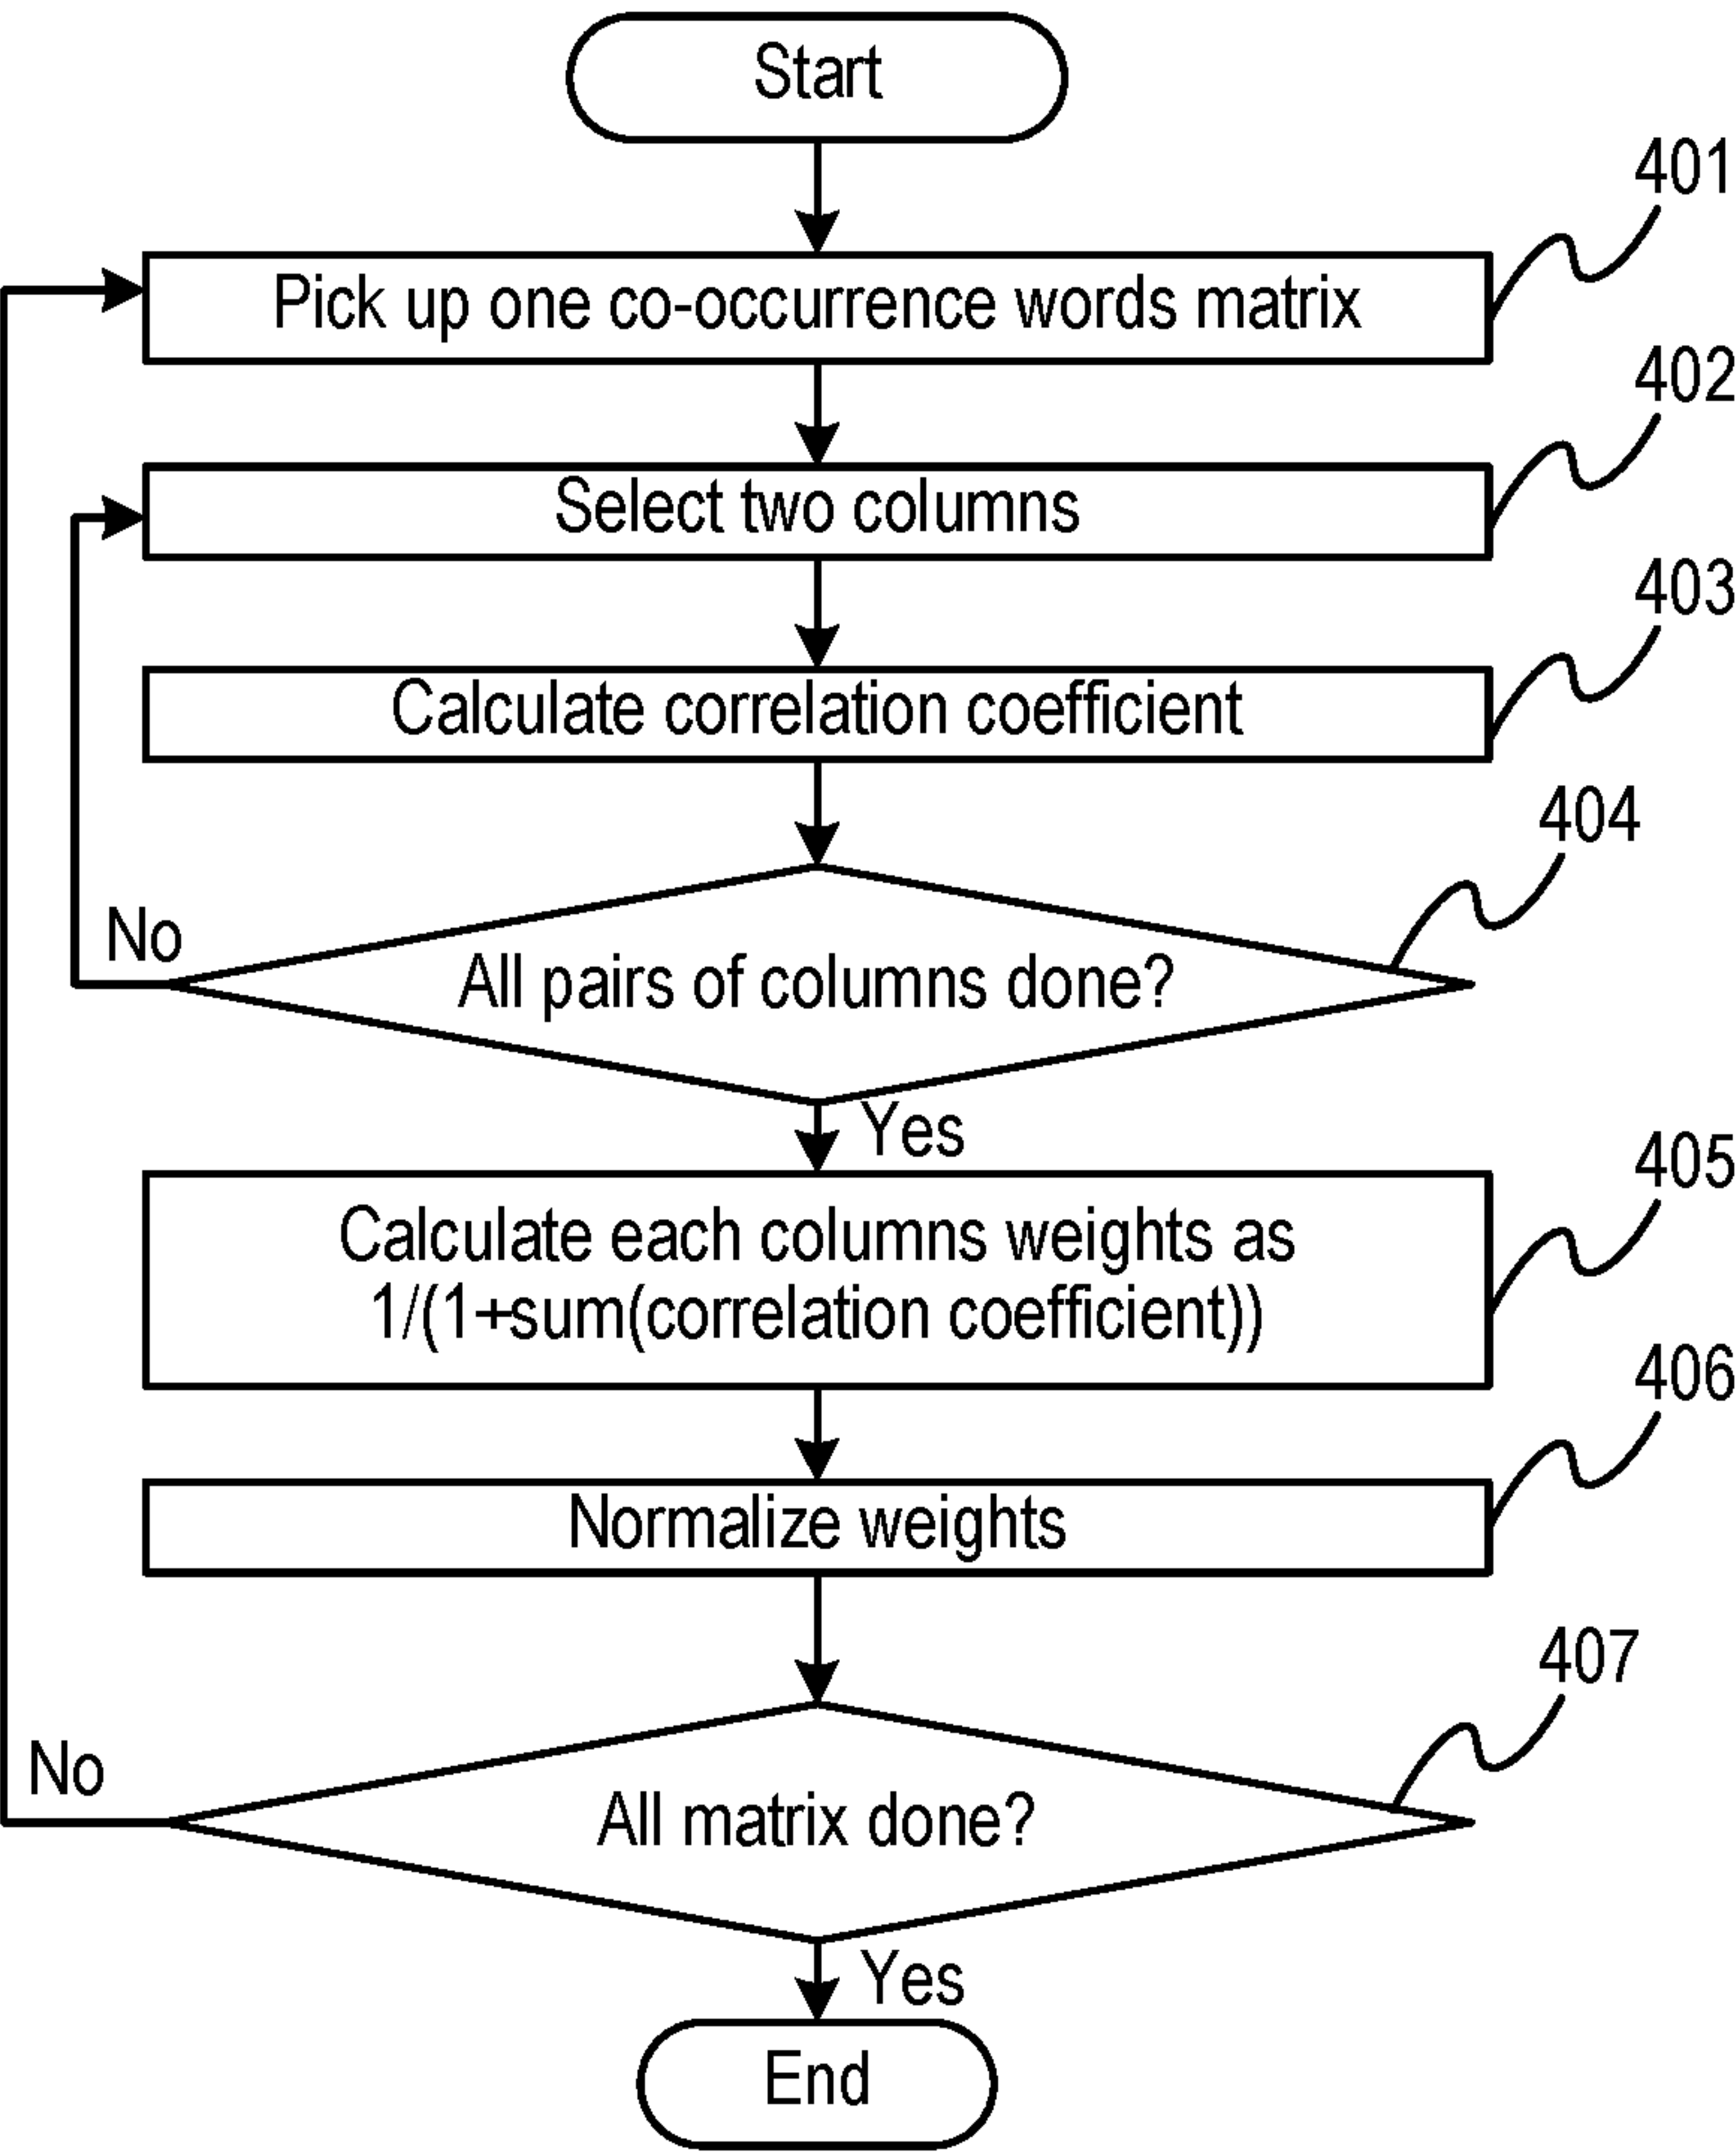 Start
401
Pick up one co-occurrence words matrix
402
Select two columns
403
Calculate correlation coefficient
404
No
All pairs of columns done?
Yes
405
Calculate each columns weights as
1/(1+sum(correlation coefficient))
406
Normalize weights
407
No
All matrix done?
Yes
End